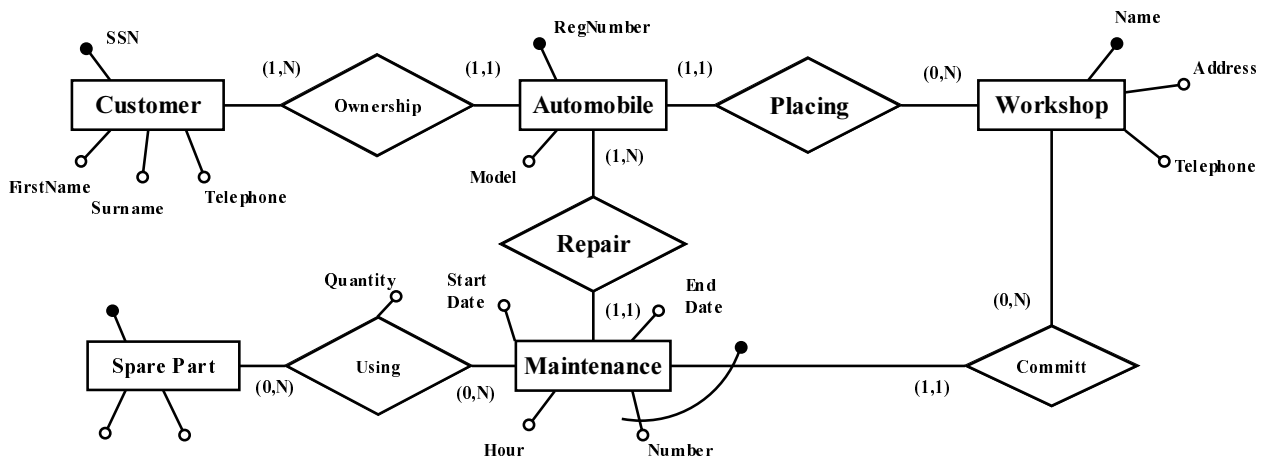 Name
SSN
RegNumber
(1,N)
(1,1)
(1,1)
(0,N)
Address
Customer
Ownership
Automobile
Placing
Workshop
(1,N)
Model
Telephone
FirstName
Surname
Telephone
Repair
Quantity
Start
Date
End
Date
(1,1)
(0,N)
Spare Part
Using
Maintenance
Committ
(0,N)
(0,N)
(1,1)
Hour
Number